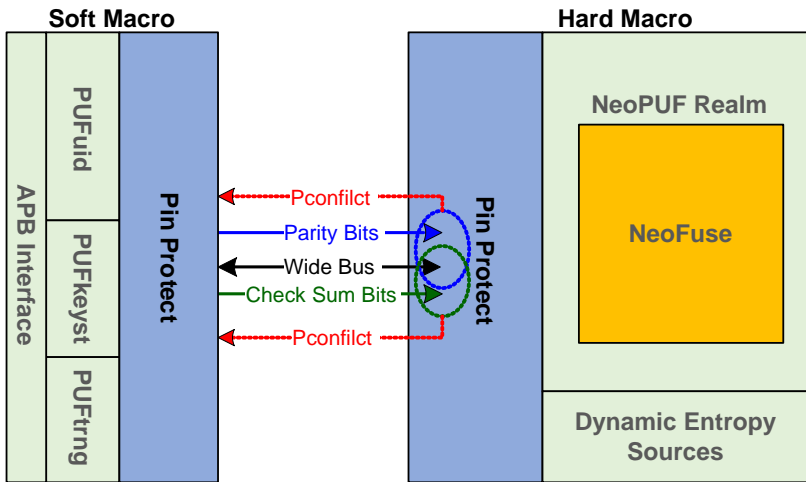 Soft Macro
Hard Macro
APB Interface
PUFuid
PUFkeyst
PUFtrng
Pin Protect
Pconfilct
Parity Bits
Wide Bus
Check Sum Bits
Pconfilct
Pin Protect
NeoPUF Realm
NeoFuse
Dynamic Entropy
Sources